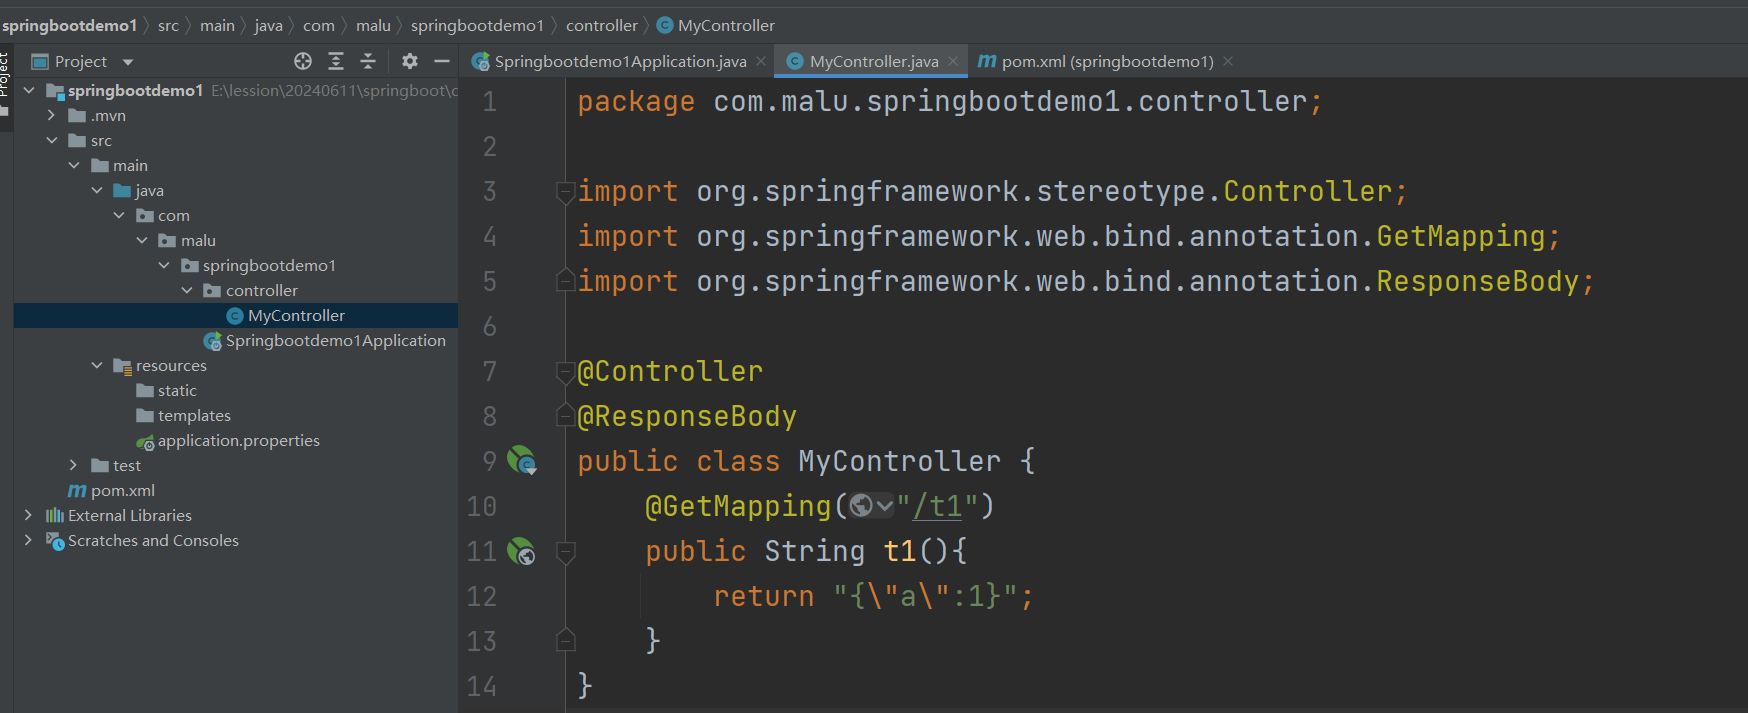 springbootdemo1 src main java com malu springbootdemo1 controller MyController
Project
Project
springbootdemo1 E:\lession\20240611\springboot\c
.mvn
src
main
java
com
malu
springbootdemo1
controller
MyController
Springbootdemo1Application
resources
static
templates
application.properties
test
pom.xml
External Libraries
Scratches and Consoles
Springbootdemo1Application.java MyController.java pom.xml (springbootdemo1)
1 package com.malu.springbootdemo1.controller;
2
3 import org.springframework.stereotype.Controller;
4 import org.springframework.web.bind.annotation.GetMapping;
5 import org.springframework.web.bind.annotation.ResponseBody;
6
7 @Controller
8 @ResponseBody
9 public class MyController {
10 @GetMapping("/t1")
11 public String t1(){
12 return "{\"a\":1}";
13 }
14 }